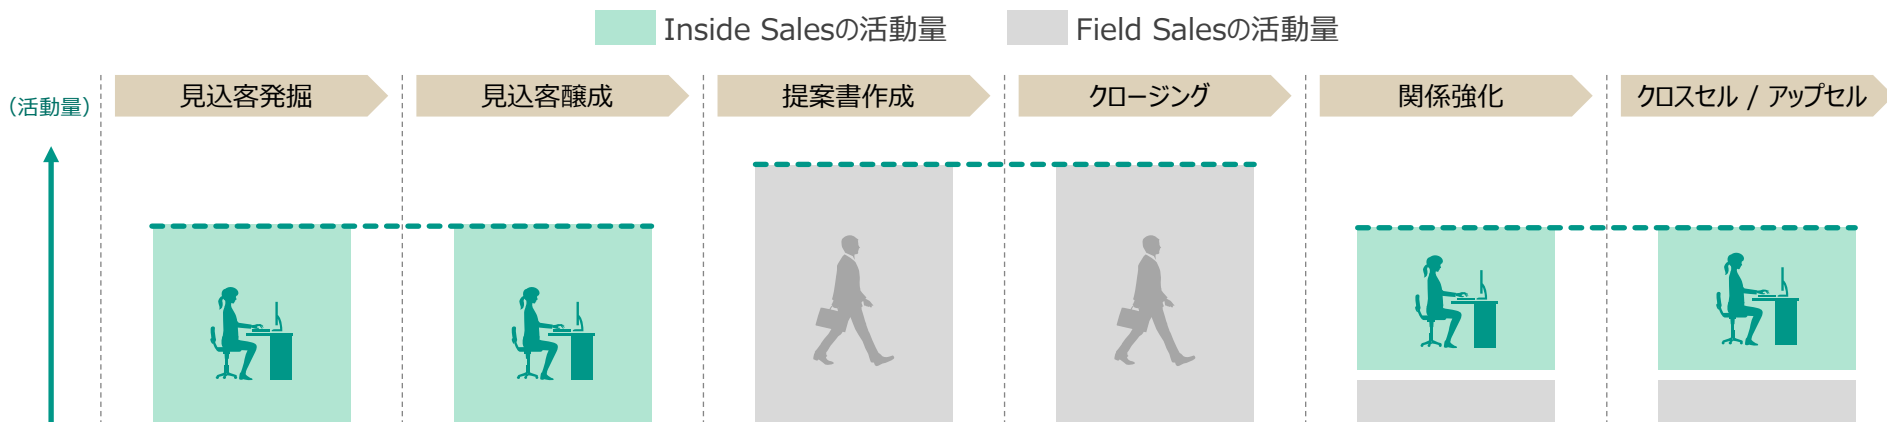 Inside Salesの活動量
Field Salesの活動量
（活動量）
見込客発掘
見込客醸成
提案書作成
クロージング
関係強化
クロスセル / アップセル